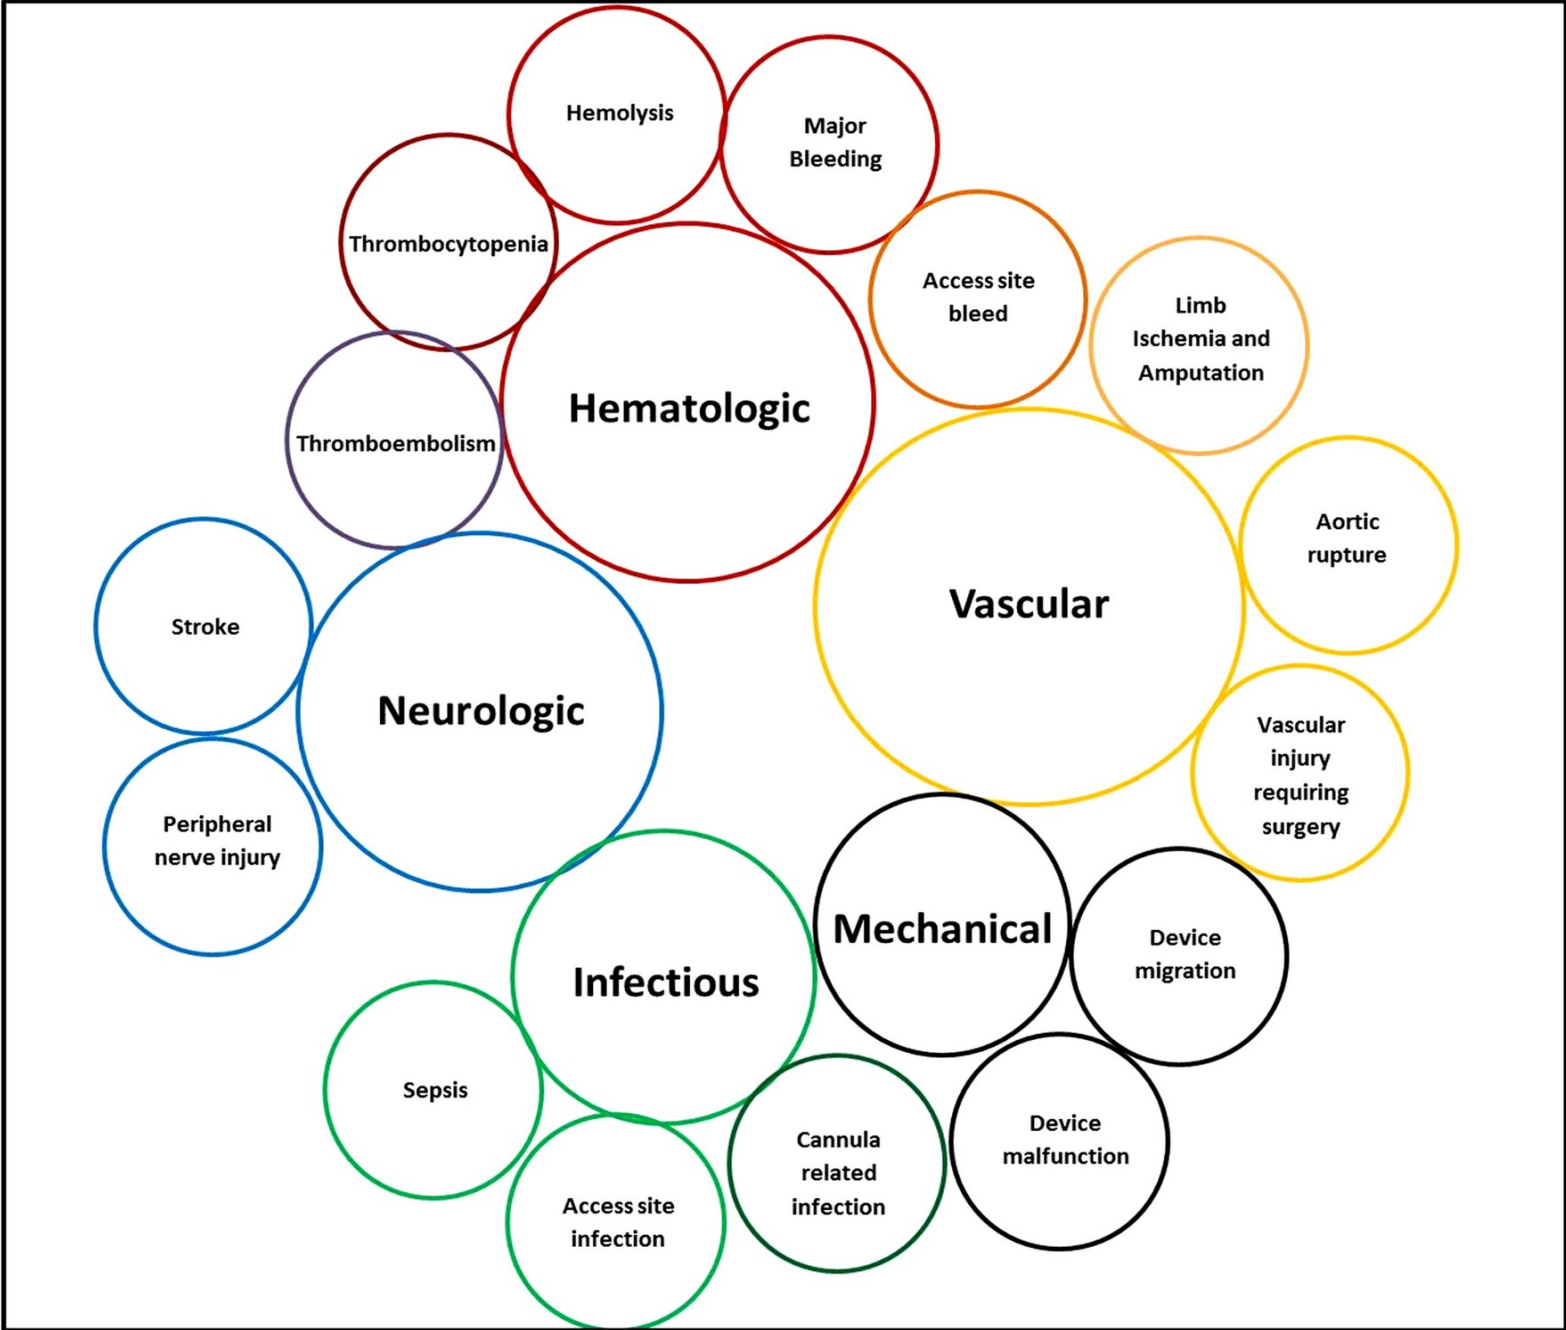 Hemolysis
Major
Bleeding
Thrombocytopenia
Access site
bleed
Limb
Ischemia and
Amputation
Hematologic
Thromboembolism
Aortic
rupture
Vascular
Stroke
Neurologic
Vascular
injury
requiring
surgery
Peripheral
nerve injury
Mechanical
Device
migration
Infectious
Sepsis
Device
malfunction
Cannula
related
infection
Access site
infection